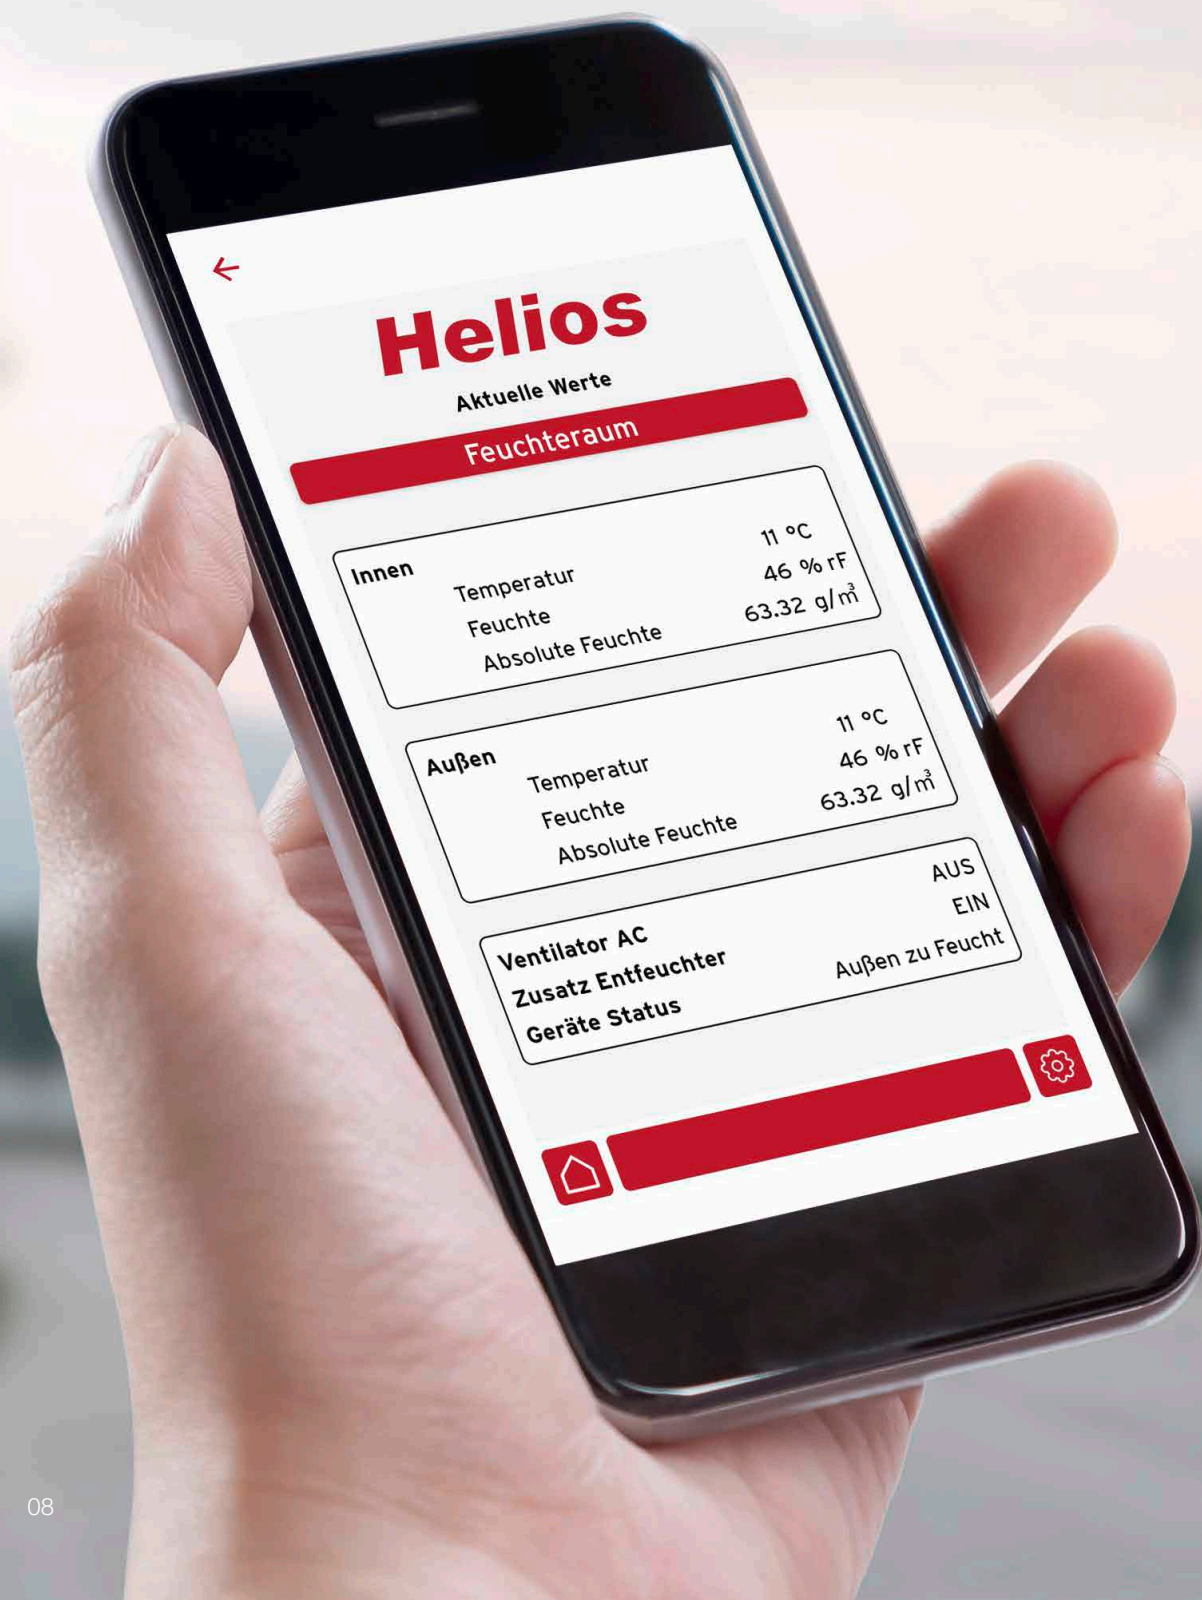 Helios
Aktuelle Werte
Feuchteraum
Innen
Temperatur 11 °C
Feuchte 46 % rF
Absolute Feuchte 63.32 g/m³
Außen
Temperatur 11 °C
Feuchte 46 % rF
Absolute Feuchte 63.32 g/m³
Ventilator AC AUS
Zusatz Entfeuchter EIN
Geräte Status Außen zu Feucht
08